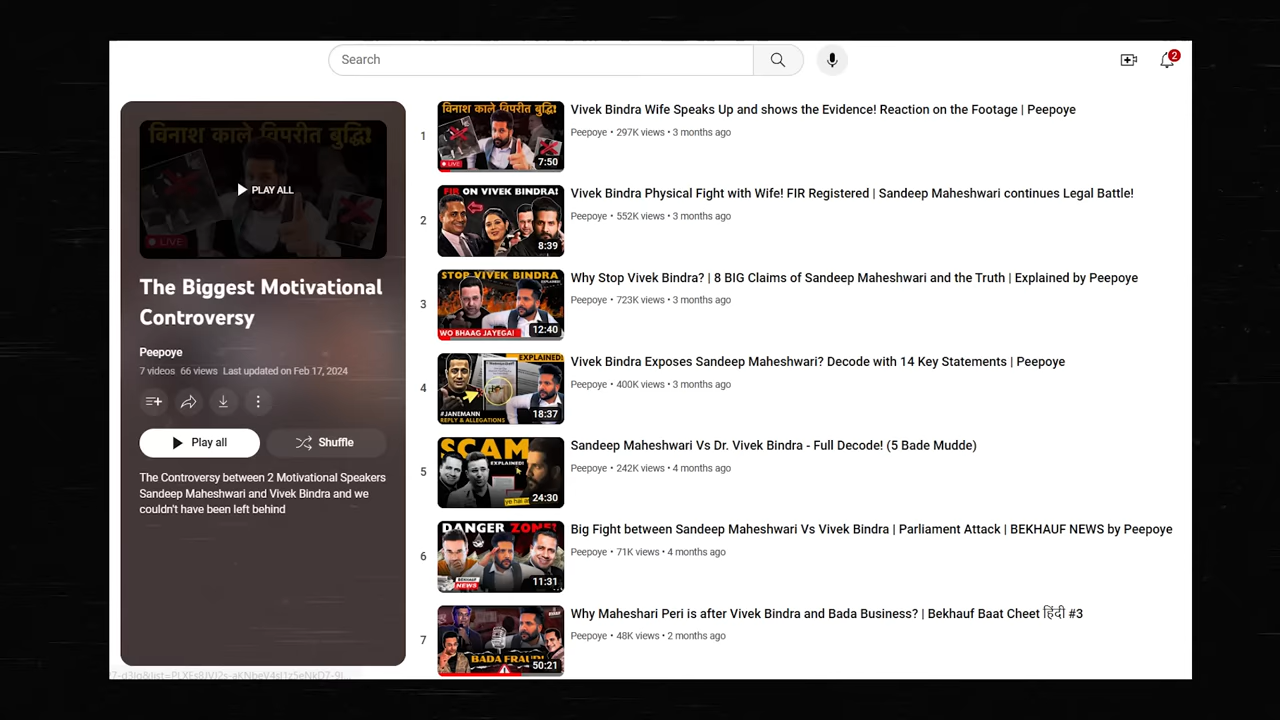 Search
2
विनाश काले विपरीत बुद्धि!
PLAY ALL
LIVE
The Biggest Motivational
Controversy
Peepoye
7 videos 66 views Last updated on Feb 17, 2024
Play all
Shuffle
The Controversy between 2 Motivational Speakers
Sandeep Maheshwari and Vivek Bindra and we
couldn't have been left behind
1
विनाश काले विपरीत बुद्धि!
LIVE
7:50
Vivek Bindra Wife Speaks Up and shows the Evidence! Reaction on the Footage | Peepoye
Peepoye • 297K views • 3 months ago
2
FIR ON VIVEK BINDRA!
8:39
Vivek Bindra Physical Fight with Wife! FIR Registered | Sandeep Maheshwari continues Legal Battle!
Peepoye • 552K views • 3 months ago
3
STOP VIVEK BINDRA
EXPLAINED!
WO BHAAG JAYEGA!
12:40
Why Stop Vivek Bindra? | 8 BIG Claims of Sandeep Maheshwari and the Truth | Explained by Peepoye
Peepoye • 723K views • 3 months ago
4
EXPLAINED!
#JANEMANN
REPLY & ALLEGATIONS
18:37
Vivek Bindra Exposes Sandeep Maheshwari? Decode with 14 Key Statements | Peepoye
Peepoye • 400K views • 3 months ago
5
SCAM
EXPLAINED!
24:30
Sandeep Maheshwari Vs Dr. Vivek Bindra - Full Decode! (5 Bade Mudde)
Peepoye • 242K views • 4 months ago
6
DANGER ZONE!
BEKHAUF
NEWS
11:31
Big Fight between Sandeep Maheshwari Vs Vivek Bindra | Parliament Attack | BEKHAUF NEWS by Peepoye
Peepoye • 71K views • 4 months ago
7
BADA FRAUD!
50:21
Why Maheshari Peri is after Vivek Bindra and Bada Business? | Bekhauf Baat Cheet हिंदी #3
Peepoye • 48K views • 2 months ago